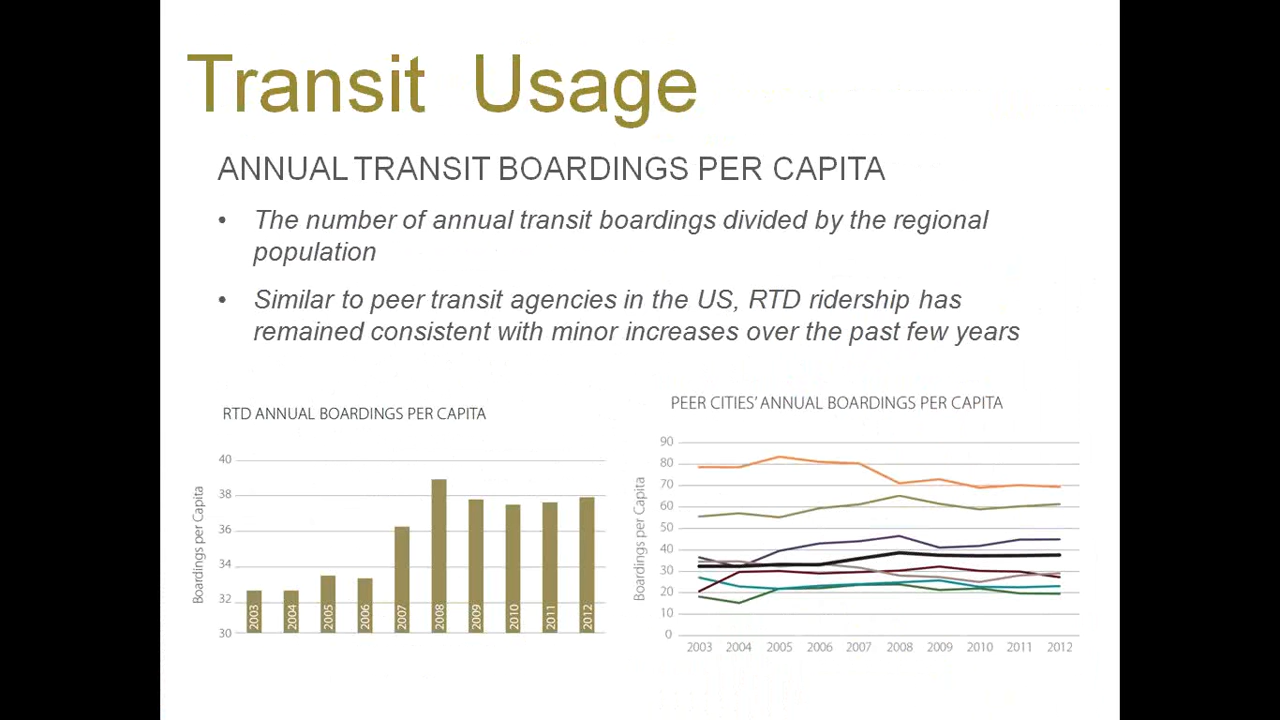 Transit Usage
ANNUAL TRANSIT BOARDINGS PER CAPITA
• The number of annual transit boardings divided by the regional
population
• Similar to peer transit agencies in the US, RTD ridership has
remained consistent with minor increases over the past few years
RTD ANNUAL BOARDINGS PER CAPITA
Boardings per Capita
40
38
36
34
32
30
2003 2004 2005 2006 2007 2008 2009 2010 2011 2012
PEER CITIES' ANNUAL BOARDINGS PER CAPITA
Boardings per Capita
90
80
70
60
50
40
30
20
10
0
2003 2004 2005 2006 2007 2008 2009 2010 2011 2012